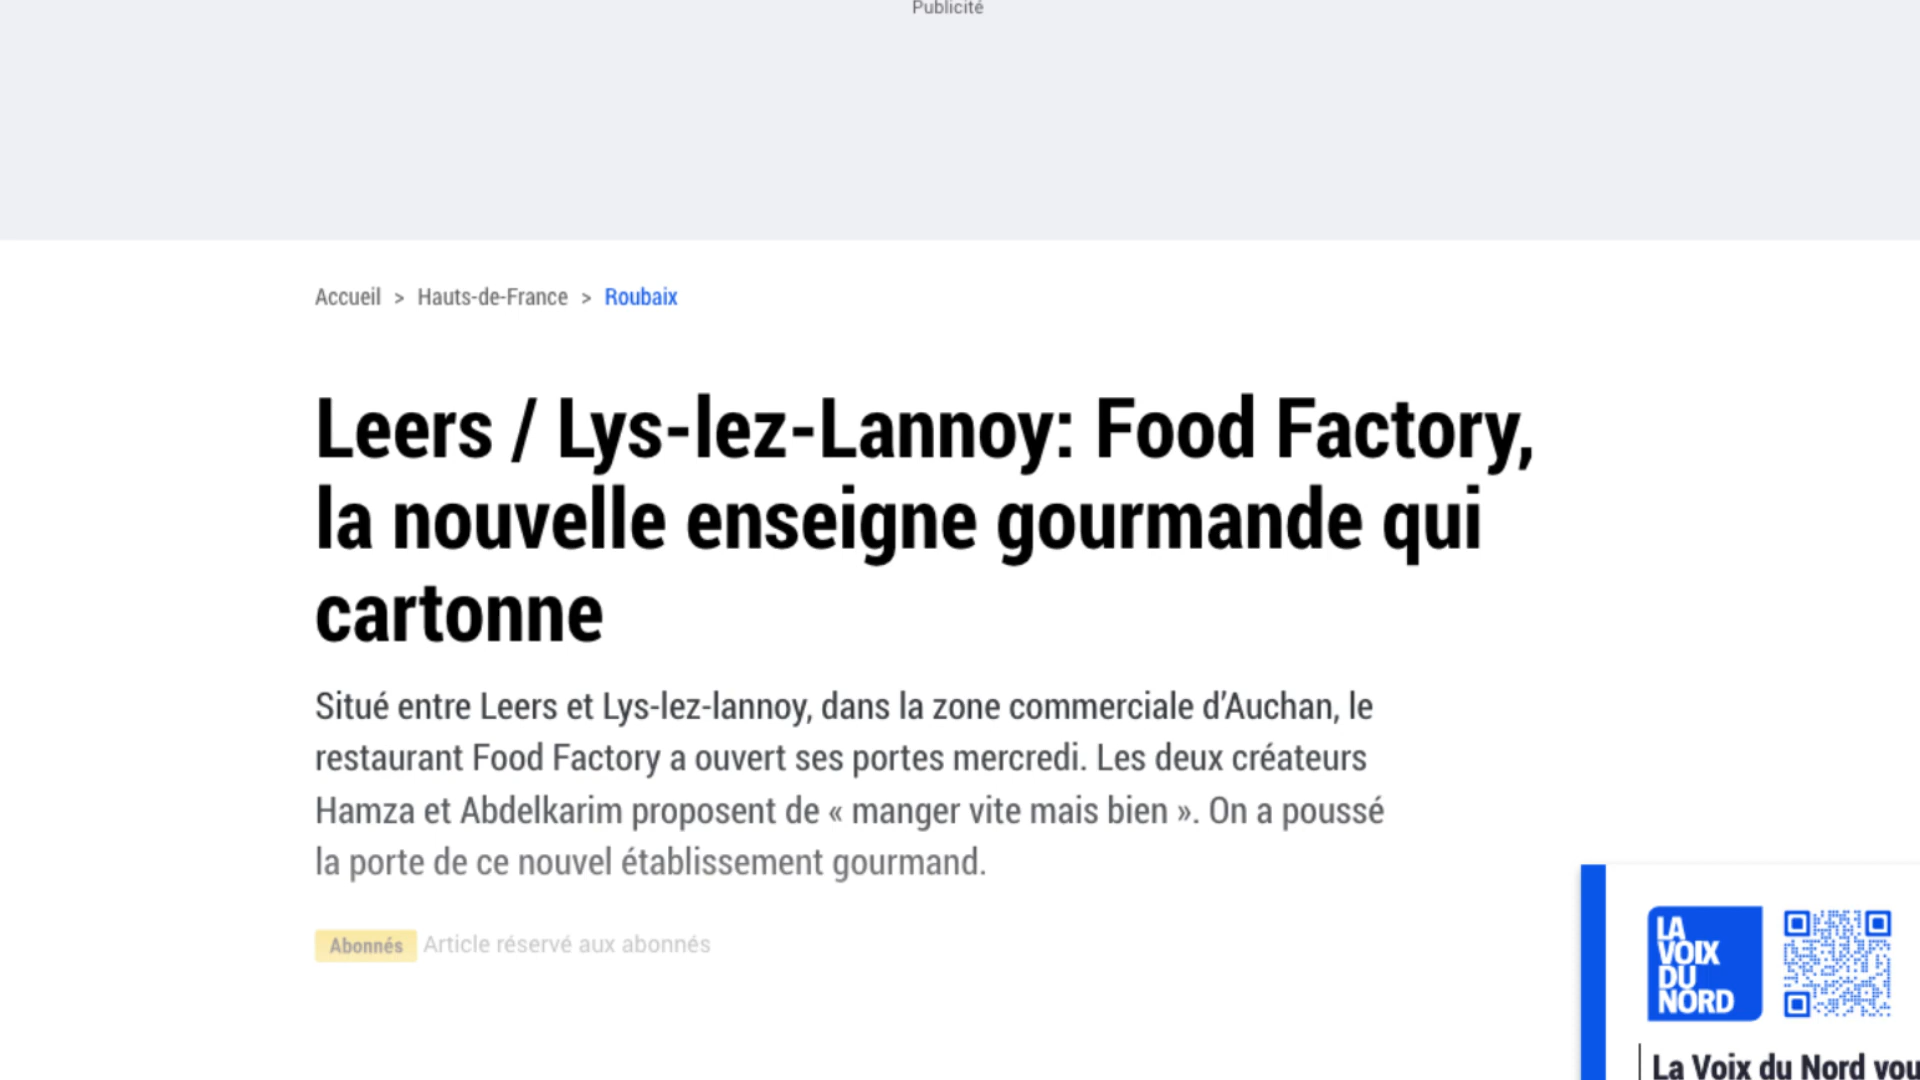 Publicité
Accueil > Hauts-de-France > Roubaix
Leers / Lys-lez-Lannoy: Food Factory,
la nouvelle enseigne gourmande qui
cartonne
Situé entre Leers et Lys-lez-lannoy, dans la zone commerciale d’Auchan, le
restaurant Food Factory a ouvert ses portes mercredi. Les deux créateurs
Hamza et Abdelkarim proposent de « manger vite mais bien ». On a poussé
la porte de ce nouvel établissement gourmand.
Abonnés Article réservé aux abonnés
LA
VOIX
DU
NORD
La Voix du Nord vou